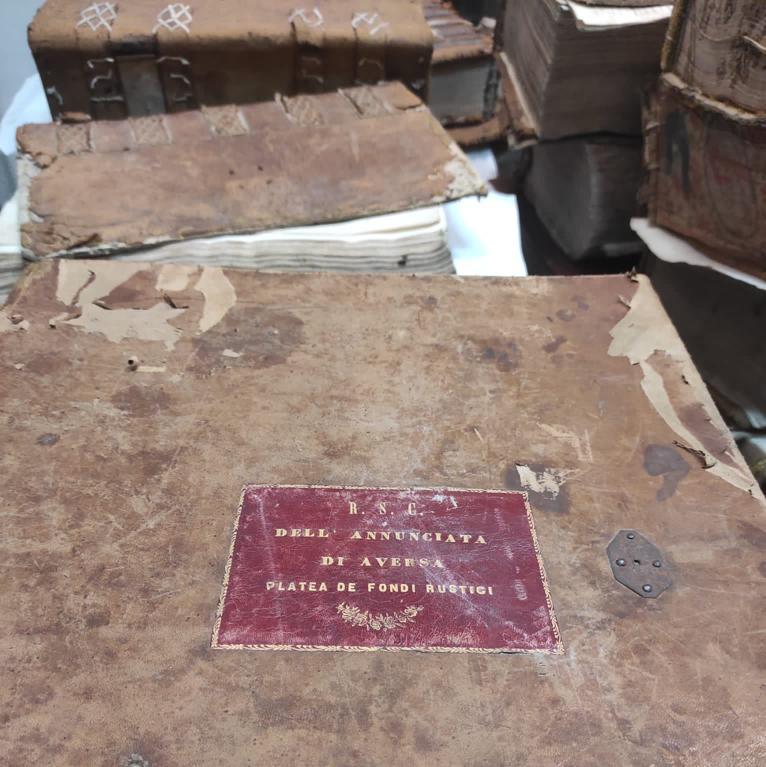 R. S. C.
DELL' ANNUNCIATA
DI AVERSA
PLATEA DE FONDI RUSTICI